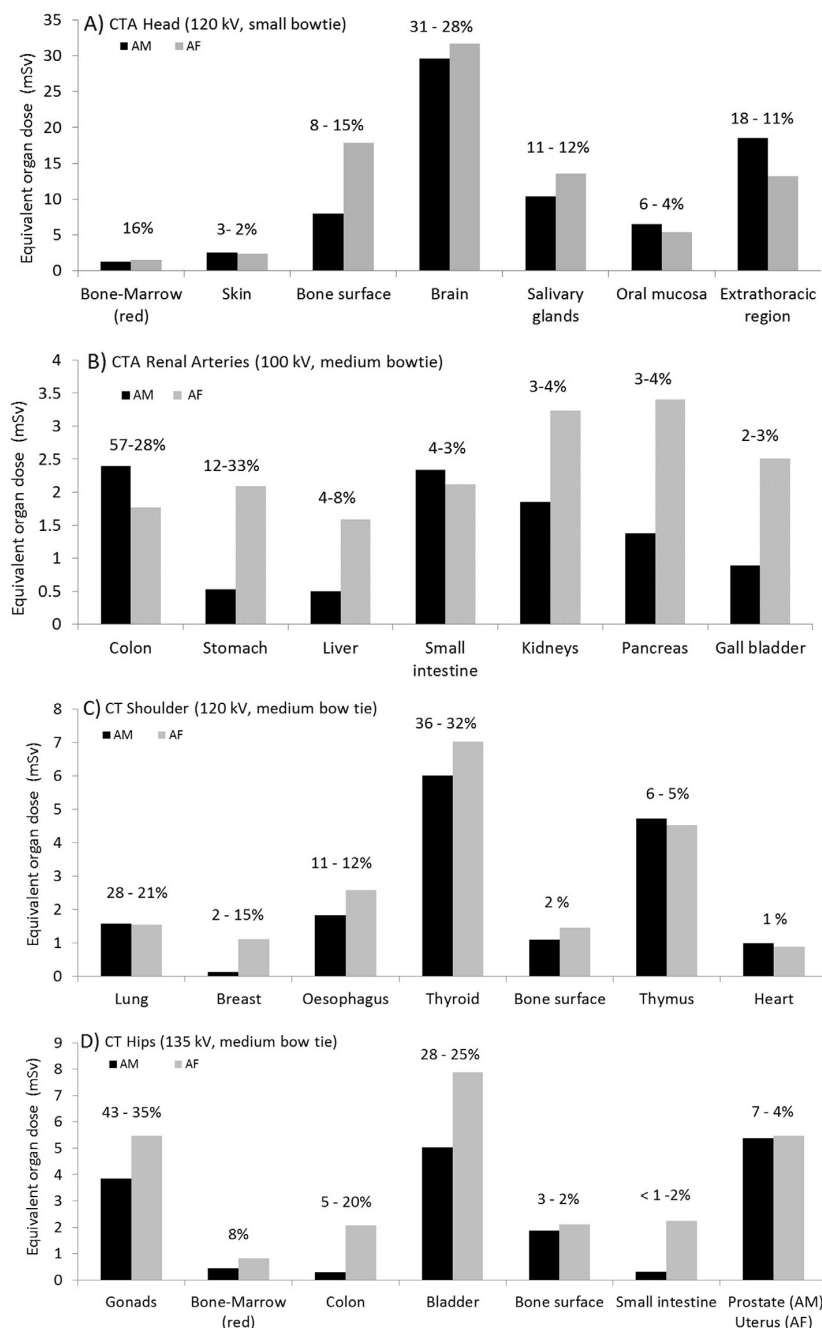 A) CTA Head (120 kV, small bowtie)
AM AF
Equivalent organ dose (mSv)
35
30
25
20
15
10
5
0
16%
3- 2%
8 - 15%
31 - 28%
11 - 12%
6 - 4%
18 - 11%
Bone-Marrow (red)
Skin
Bone surface
Brain
Salivary glands
Oral mucosa
Extrathoracic region
B) CTA Renal Arteries (100 kV, medium bowtie)
AM AF
Equivalent organ dose (mSv)
4
3.5
3
2.5
2
1.5
1
0.5
0
57-28%
12-33%
4-8%
4-3%
3-4%
3-4%
2-3%
Colon
Stomach
Liver
Small intestine
Kidneys
Pancreas
Gall bladder
C) CT Shoulder (120 kV, medium bow tie)
AM AF
Equivalent organ dose (mSv)
8
7
6
5
4
3
2
1
0
28 - 21%
2 - 15%
11 - 12%
36 - 32%
2 %
6 - 5%
1 %
Lung
Breast
Oesophagus
Thyroid
Bone surface
Thymus
Heart
D) CT Hips (135 kV, medium bow tie)
AM AF
Equivalent organ dose (mSv)
9
8
7
6
5
4
3
2
1
0
43 - 35%
8%
5 - 20%
28 - 25%
3 - 2%
< 1 -2%
7 - 4%
Gonads
Bone-Marrow (red)
Colon
Bladder
Bone surface
Small intestine
Prostate (AM)
Uterus (AF)